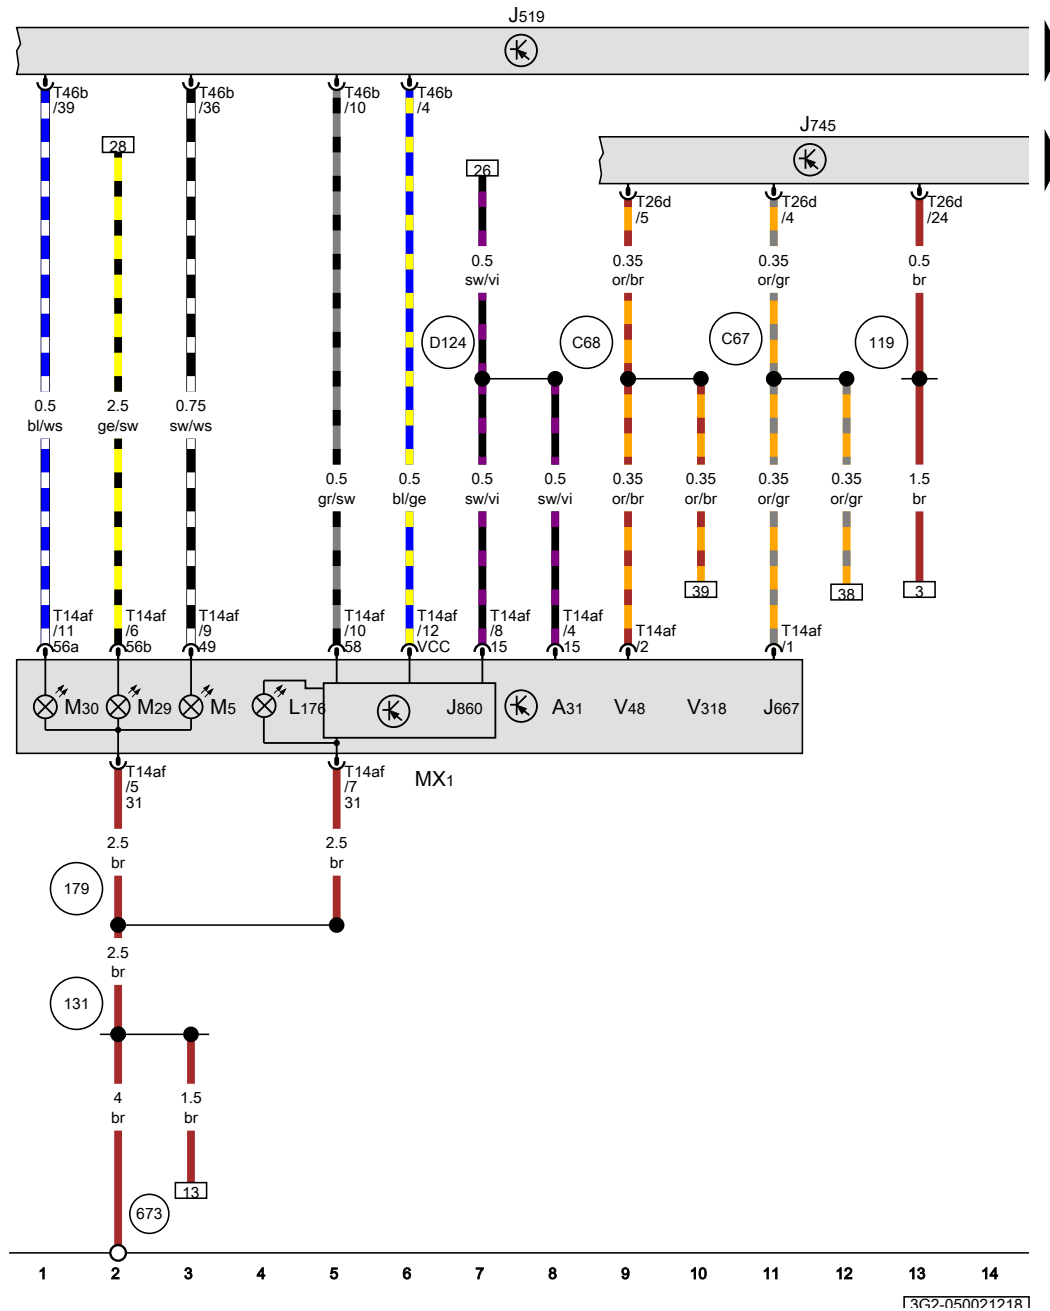 J519
T46b
/39
T46b
/36
T46b
/10
T46b
/4
J745
28
26
T26d
/5
T26d
/4
T26d
/24
0.5
sw/vi
0.35
or/br
0.35
or/gr
0.5
br
D124
C68
C67
119
0.5
bl/ws
2.5
ge/sw
0.75
sw/ws
0.5
gr/sw
0.5
bl/ge
0.5
sw/vi
0.5
sw/vi
0.35
or/br
0.35
or/br
0.35
or/gr
0.35
or/gr
1.5
br
39
38
3
T14af
/11
56a
T14af
/6
56b
T14af
/9
49
T14af
/10
58
T14af
/12
VCC
T14af
/8
15
T14af
/4
15
T14af
/2
T14af
/1
M30
M29
M5
L176
J860
A31
V48
V318
J667
T14af
/5
31
T14af
/7
31
MX1
2.5
br
2.5
br
179
2.5
br
131
4
br
1.5
br
13
673
1 2 3 4 5 6 7 8 9 10 11 12 13 14
3G2-050021218